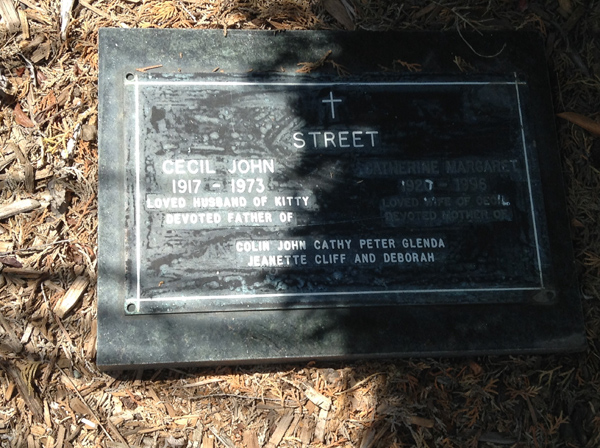 STREET
CECIL JOHN
1917 - 1973
LOVED HUSBAND OF KITTY
DEVOTED FATHER OF
CATHERINE MARGARET
LOVED WIFE OF CECIL
DEVOTED MOTHER OF
COLIN JOHN CATHY PETER GLENDA
JEANETTE CLIFF AND DEBORAH